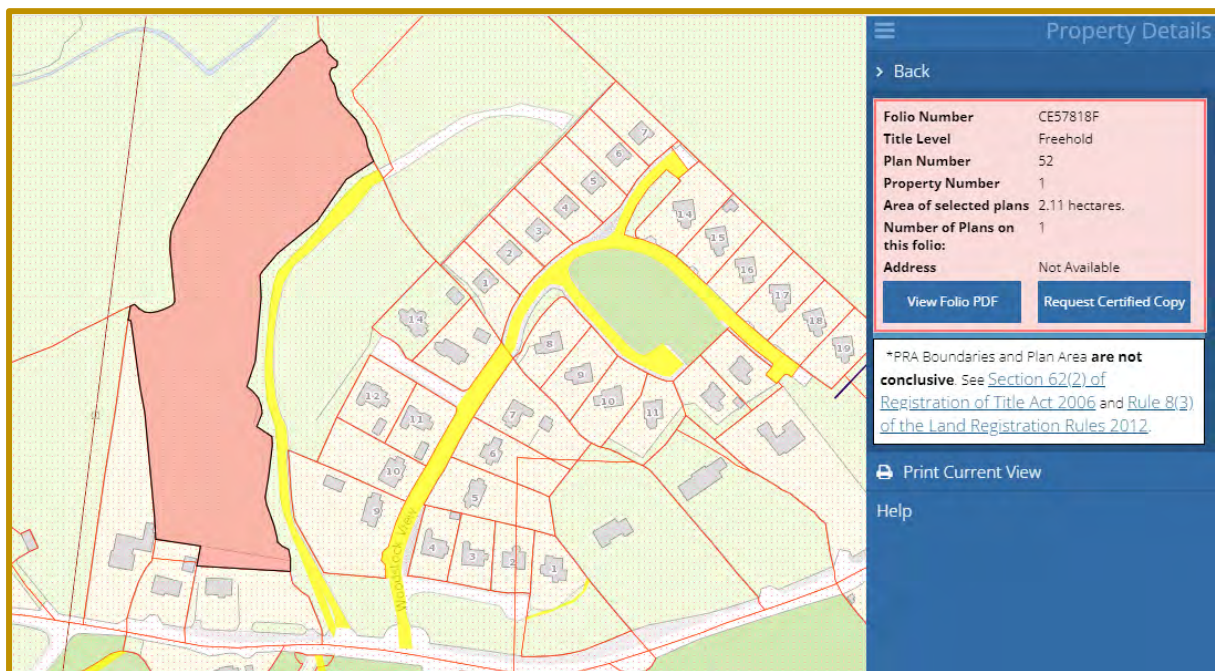 Property Details
Back
Folio Number CE57818F
Title Level Freehold
Plan Number 52
Property Number 1
Area of selected plans 2.11 hectares.
Number of Plans on 1
this folio:
Address Not Available
View Folio PDF Request Certified Copy
*PRA Boundaries and Plan Area are not
conclusive. See Section 62(2) of
Registration of Title Act 2006 and Rule 8(3)
of the Land Registration Rules 2012.
Print Current View
Help
7
6
5
4
3
2
1
14
14
15
16
17
18
19
8
9
10
11
12
11
10
9
7
6
5
4
3
2
1
Woodstock View